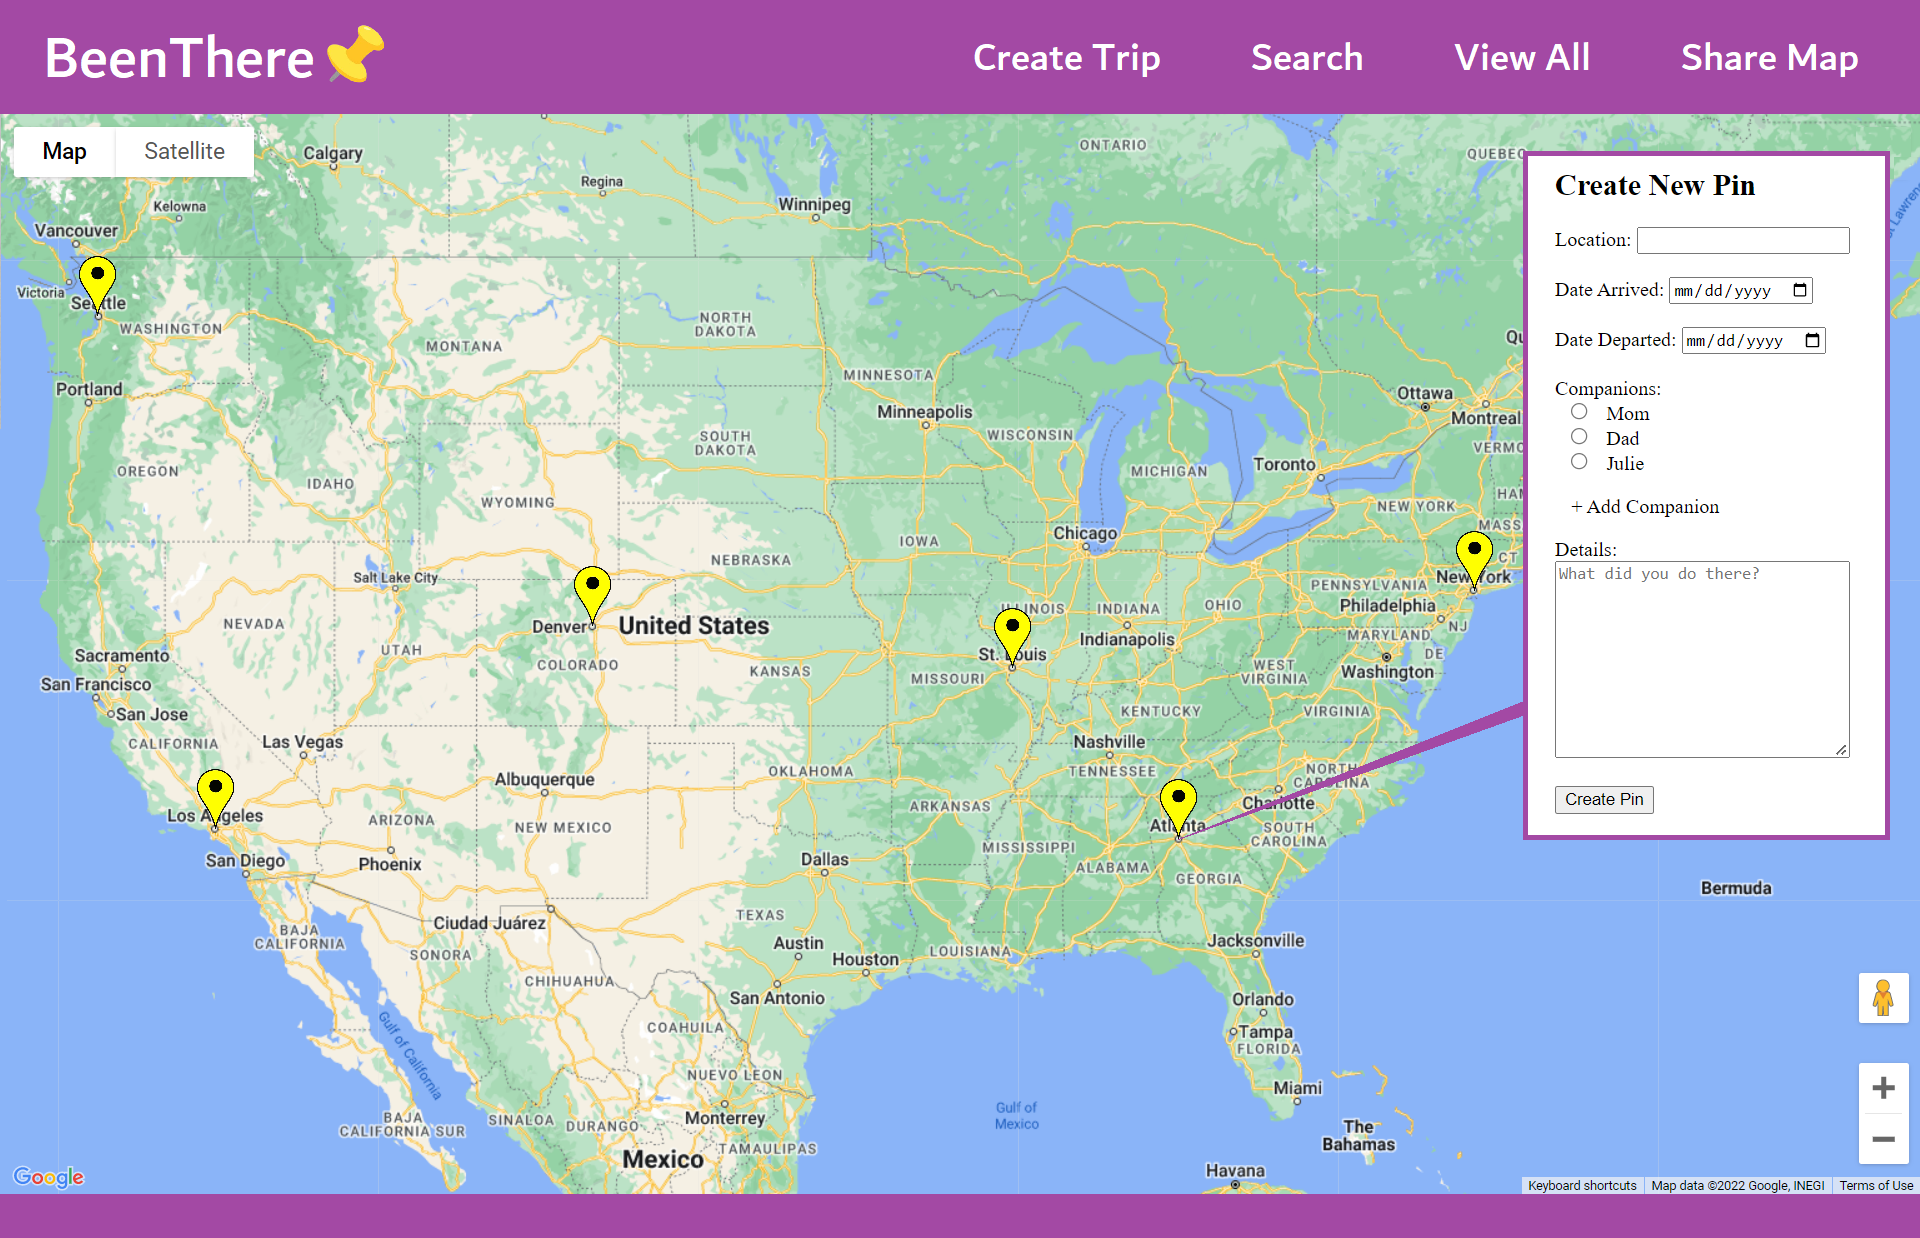 BeenThere
Create Trip
Search
View All
Share Map
Map
Satellite
Calgary
Regina
Kelowna
Winnipeg
ONTARIO
QUEBEC
Vancouver
Victoria
Seattle
WASHINGTON
NORTH
DAKOTA
MONTANA
MINNESOTA
Portland
Minneapolis
WISCONSIN
SOUTH
DAKOTA
Ottawa
Montreal
VERMO
OREGON
IDAHO
WYOMING
MICHIGAN
Toronto
HAM
NEW YORK
MASS
Chicago
IOWA
NEBRASKA
CT
Salt Lake City
New York
PENNSYLVANIA
Philadelphia
ILLINOIS
INDIANA
OHIO
NJ
NEVADA
Denver
United States
Indianapolis
MARYLAND
DE
UTAH
COLORADO
KANSAS
St. Louis
MISSOURI
WEST
VIRGINIA
Washington
Sacramento
San Francisco
San Jose
CALIFORNIA
Las Vegas
KENTUCKY
VIRGINIA
Nashville
TENNESSEE
OKLAHOMA
Albuquerque
NORTH
CAROLINA
Charlotte
Los Angeles
ARIZONA
NEW MEXICO
ARKANSAS
Atlanta
SOUTH
CAROLINA
San Diego
Phoenix
Dallas
MISSISSIPPI
ALABAMA
GEORGIA
Bermuda
Ciudad Juárez
TEXAS
BAJA
CALIFORNIA
SONORA
Austin
Houston
LOUISIANA
Jacksonville
CHIHUAHUA
San Antonio
Orlando
Tampa
FLORIDA
Gulf of California
COAHUILA
NUEVO LEON
Miami
BAJA
CALIFORNIA SUR
SINALOA
DURANGO
Monterrey
Gulf of
Mexico
The
Bahamas
TAMAULIPAS
Mexico
Havana
Google
Keyboard shortcuts
Map data ©2022 Google, INEGI
Terms of Use
Create New Pin
Location:
Date Arrived: mm/dd/yyyy
Date Departed: mm/dd/yyyy
Companions:
Mom
Dad
Julie
+ Add Companion
Details:
What did you do there?
Create Pin